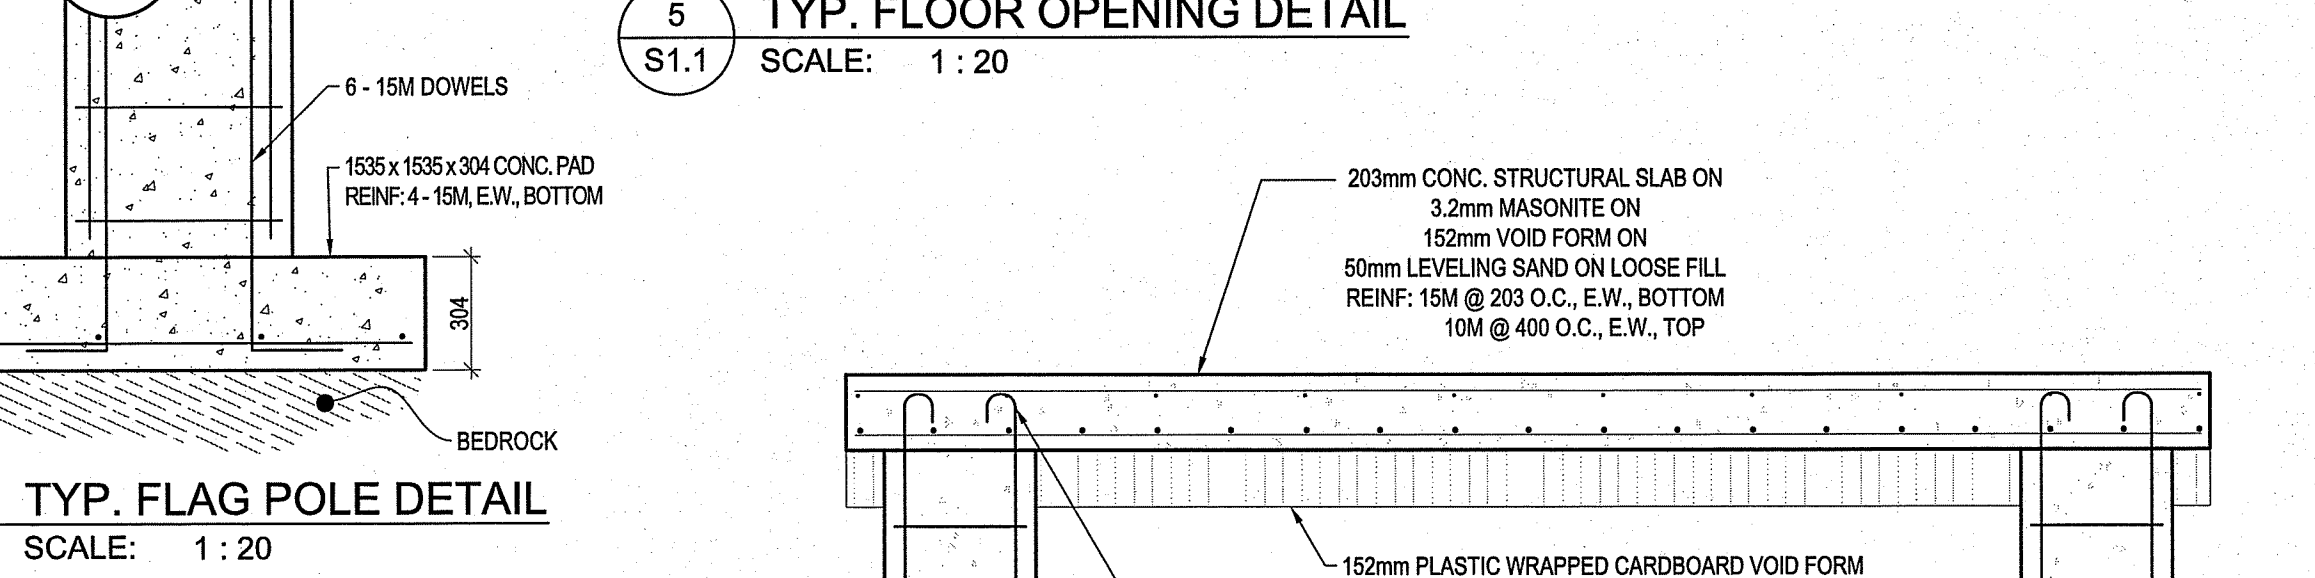 5
TYP. FLOOR OPENING DETAIL
S1.1
SCALE: 1 : 20
6 - 15M DOWELS
1535 x 1535 x 304 CONC. PAD
REINF: 4 - 15M, E.W., BOTTOM
304
BEDROCK
TYP. FLAG POLE DETAIL
SCALE: 1 : 20
203mm CONC. STRUCTURAL SLAB ON
3.2mm MASONITE ON
152mm VOID FORM ON
50mm LEVELING SAND ON LOOSE FILL
REINF: 15M @ 203 O.C., E.W., BOTTOM
10M @ 400 O.C., E.W., TOP
152mm PLASTIC WRAPPED CARDBOARD VOID FORM